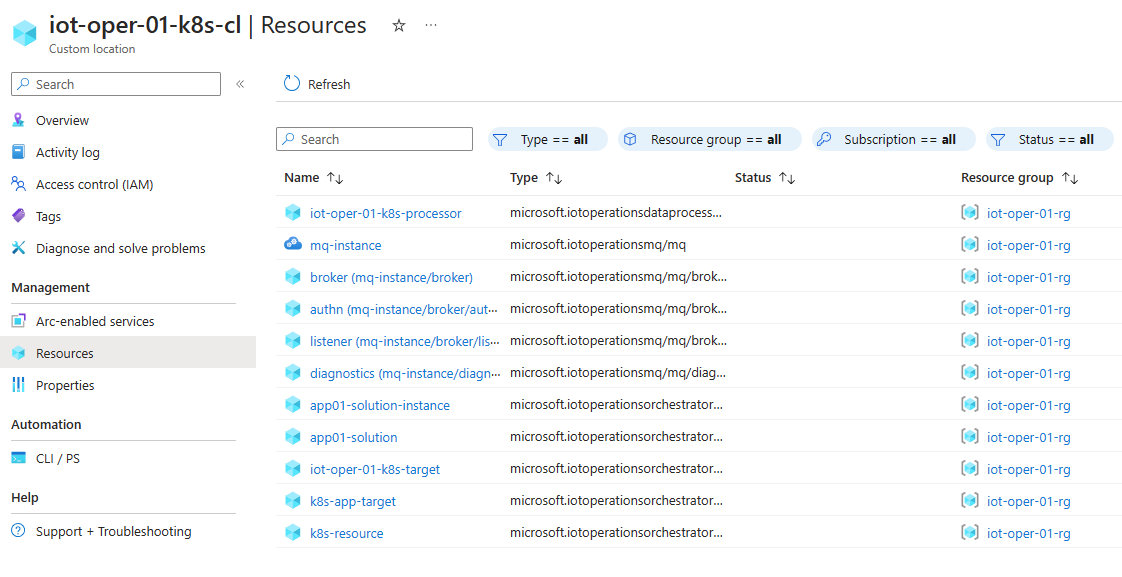 iot-oper-01-k8s-cl | Resources
Custom location
Search
Overview
Activity log
Access control (IAM)
Tags
Diagnose and solve problems
Management
Arc-enabled services
Resources
Properties
Automation
CLI / PS
Help
Support + Troubleshooting
Refresh
Search Type == all Resource group == all Subscription == all Status == all
Name Type Status Resource group
iot-oper-01-k8s-processor microsoft.iotoperationsdataprocess... iot-oper-01-rg
mq-instance microsoft.iotoperationsmq/mq iot-oper-01-rg
broker (mq-instance/broker) microsoft.iotoperationsmq/mq/brok... iot-oper-01-rg
authn (mq-instance/broker/aut... microsoft.iotoperationsmq/mq/brok... iot-oper-01-rg
listener (mq-instance/broker/lis... microsoft.iotoperationsmq/mq/brok... iot-oper-01-rg
diagnostics (mq-instance/diagn... microsoft.iotoperationsmq/mq/diag... iot-oper-01-rg
app01-solution-instance microsoft.iotoperationsorchestrator... iot-oper-01-rg
app01-solution microsoft.iotoperationsorchestrator... iot-oper-01-rg
iot-oper-01-k8s-target microsoft.iotoperationsorchestrator... iot-oper-01-rg
k8s-app-target microsoft.iotoperationsorchestrator... iot-oper-01-rg
k8s-resource microsoft.iotoperationsorchestrator... iot-oper-01-rg